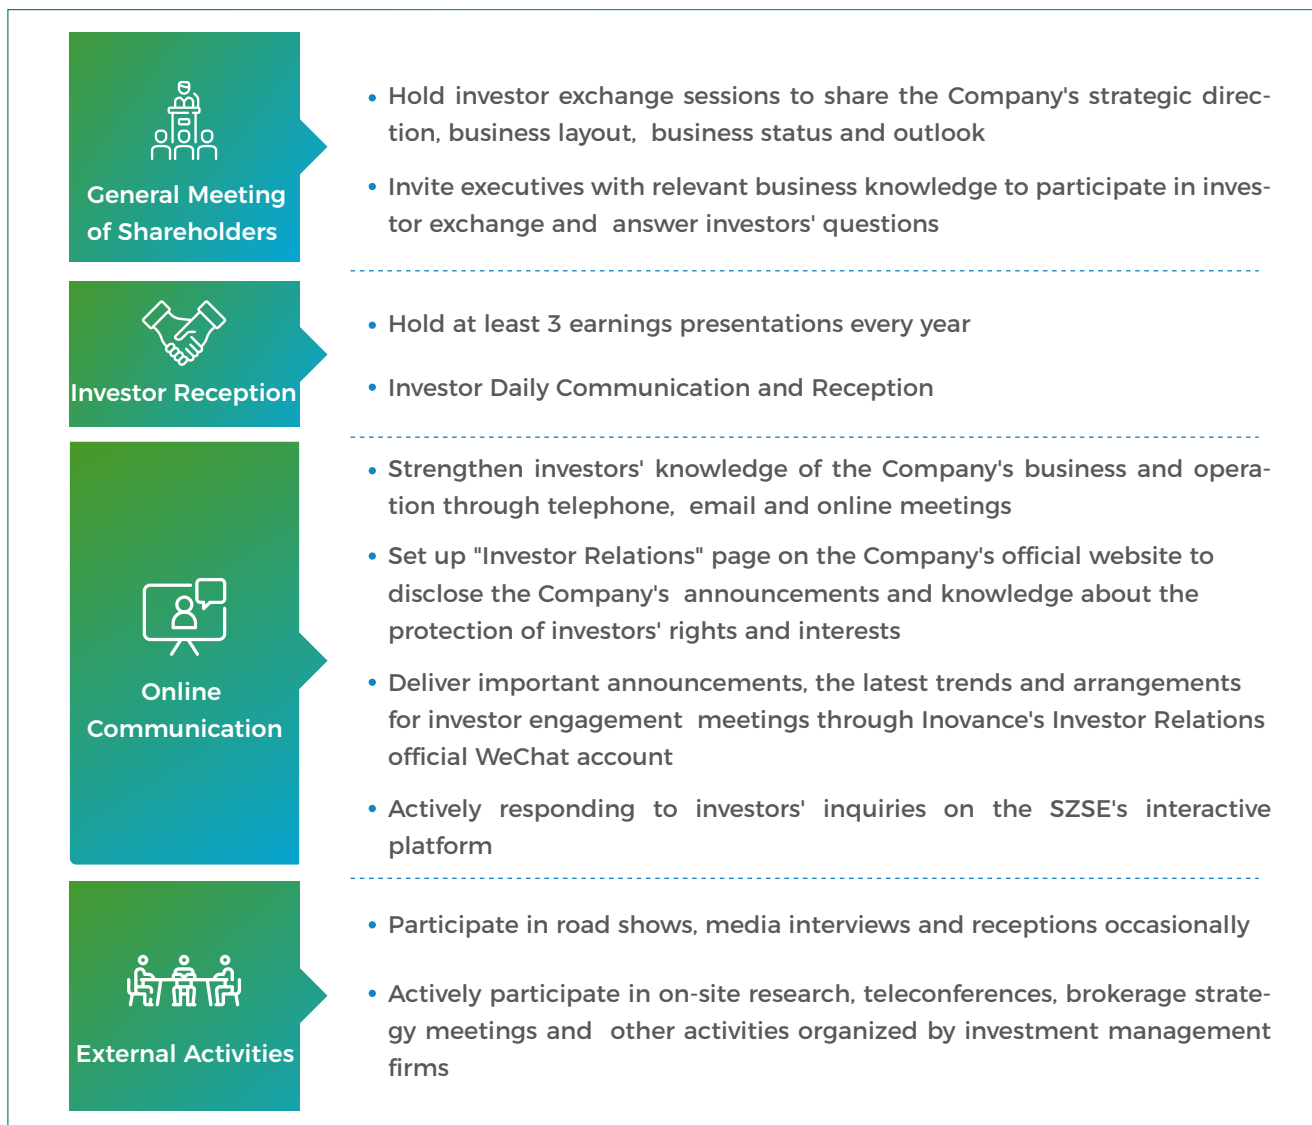 General Meeting
of Shareholders
• Hold investor exchange sessions to share the Company's strategic direc-
tion, business layout, business status and outlook
• Invite executives with relevant business knowledge to participate in inves-
tor exchange and answer investors' questions
Investor Reception
• Hold at least 3 earnings presentations every year
• Investor Daily Communication and Reception
Online
Communication
• Strengthen investors' knowledge of the Company's business and opera-
tion through telephone, email and online meetings
• Set up "Investor Relations" page on the Company's official website to
disclose the Company's announcements and knowledge about the
protection of investors' rights and interests
• Deliver important announcements, the latest trends and arrangements
for investor engagement meetings through Inovance's Investor Relations
official WeChat account
• Actively responding to investors' inquiries on the SZSE's interactive
platform
External Activities
• Participate in road shows, media interviews and receptions occasionally
• Actively participate in on-site research, teleconferences, brokerage strate-
gy meetings and other activities organized by investment management
firms